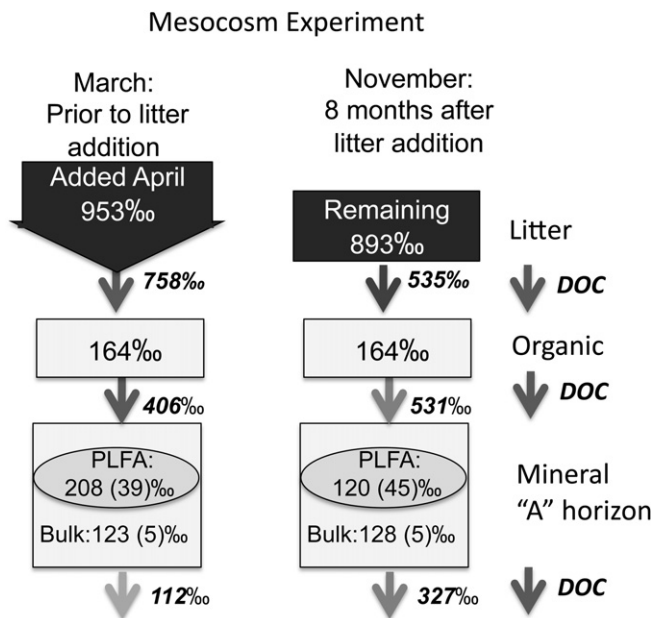 Mesocosm Experiment
March:
Prior to litter
addition
November:
8 months after
litter addition
Added April
953‰
Remaining
893‰
Litter
758‰
535‰
DOC
164‰
164‰
Organic
406‰
531‰
DOC
PLFA:
208 (39)‰
Bulk:123 (5)‰
PLFA:
120 (45)‰
Bulk:128 (5)‰
Mineral
“A” horizon
112‰
327‰
DOC